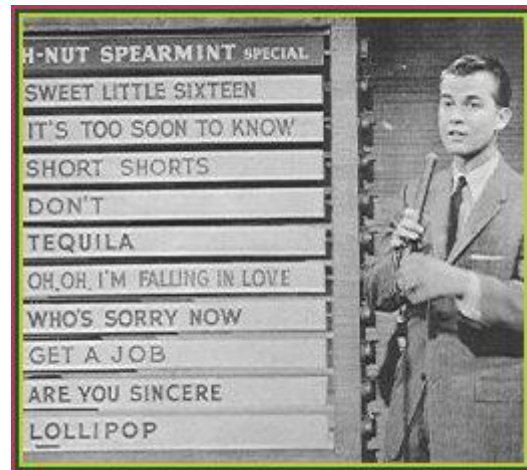 H-NUT SPEARMINT SPECIAL
SWEET LITTLE SIXTEEN
IT'S TOO SOON TO KNOW
SHORT SHORTS
DON'T
TEQUILA
OH, OH, I'M FALLING IN LOVE
WHO'S SORRY NOW
GET A JOB
ARE YOU SINCERE
LOLLIPOP